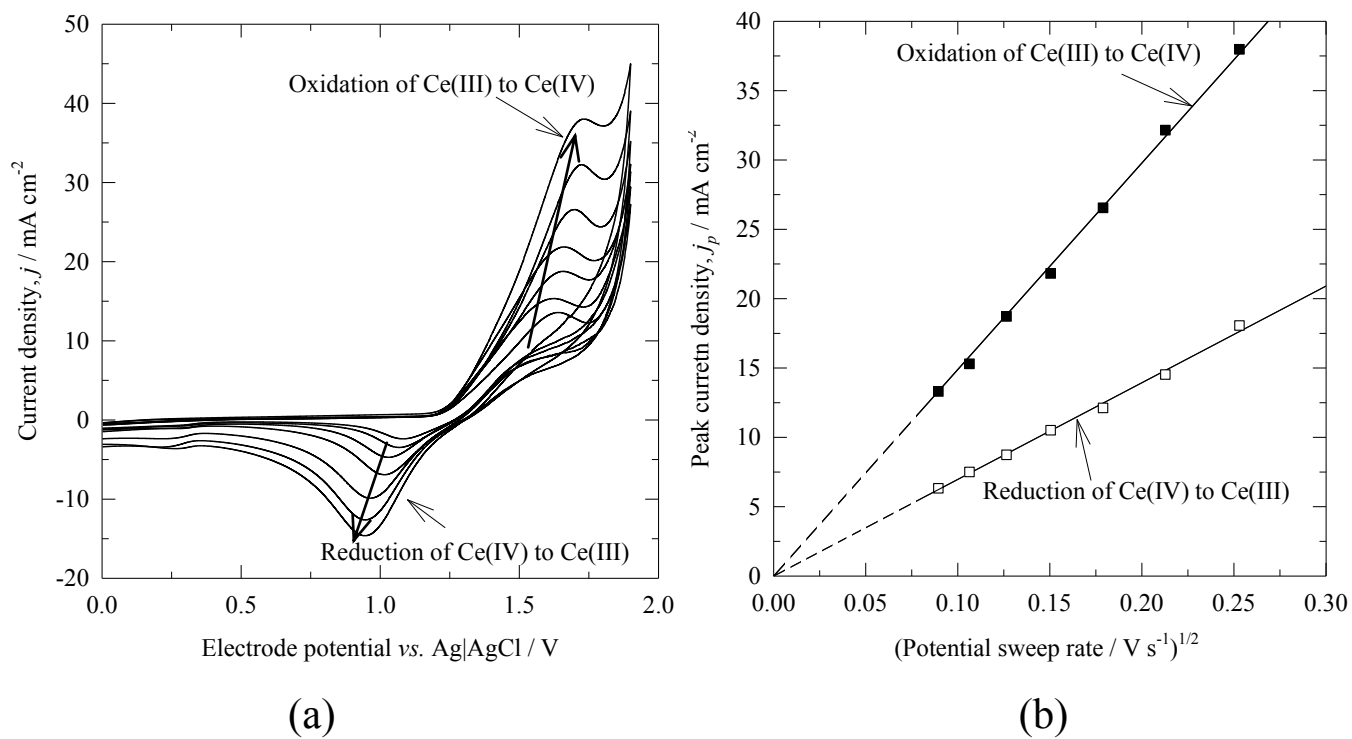 50
40
30
20
10
0
-10
-20
Current density, j / mA cm-2
Oxidation of Ce(III) to Ce(IV)
Reduction of Ce(IV) to Ce(III)
0.0 0.5 1.0 1.5 2.0
Electrode potential vs. Ag|AgCl / V
(a)
40
35
30
25
20
15
10
5
0
Peak curretn density, jp / mA cm-2
Oxidation of Ce(III) to Ce(IV)
Reduction of Ce(IV) to Ce(III)
0.00 0.05 0.10 0.15 0.20 0.25 0.30
(Potential sweep rate / V s-1)1/2
(b)